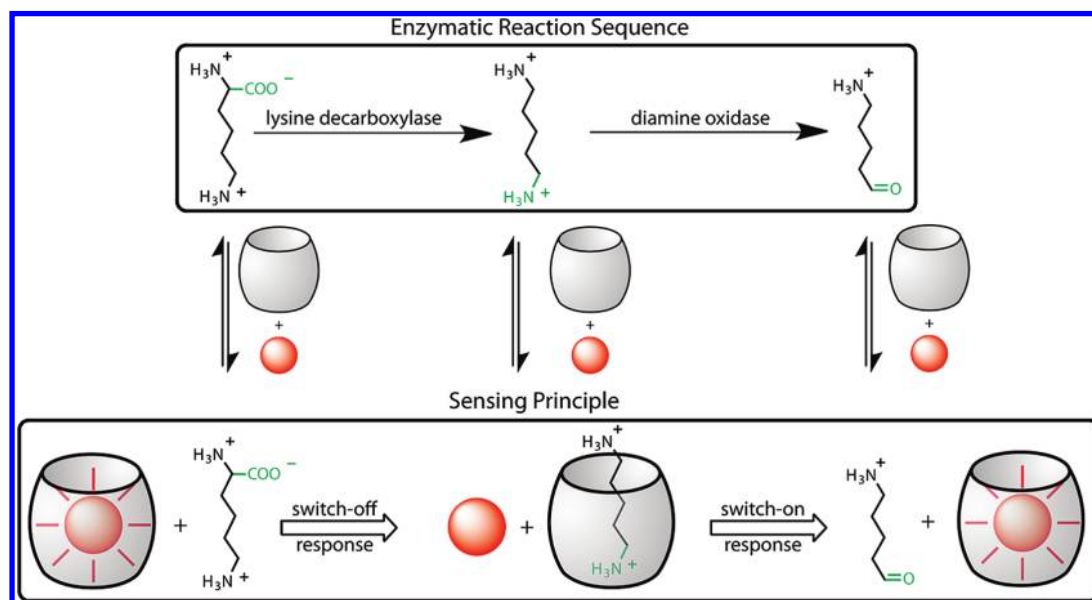 Enzymatic Reaction Sequence
H₃N⁺
COO⁻
H₃N⁺
lysine decarboxylase
H₃N⁺
H₃N⁺
diamine oxidase
H₃N⁺
O
+
+
+
Sensing Principle
+
H₃N⁺
COO⁻
H₃N⁺
switch-off
response
+
H₃N⁺
H₃N⁺
switch-on
response
H₃N⁺
O
+